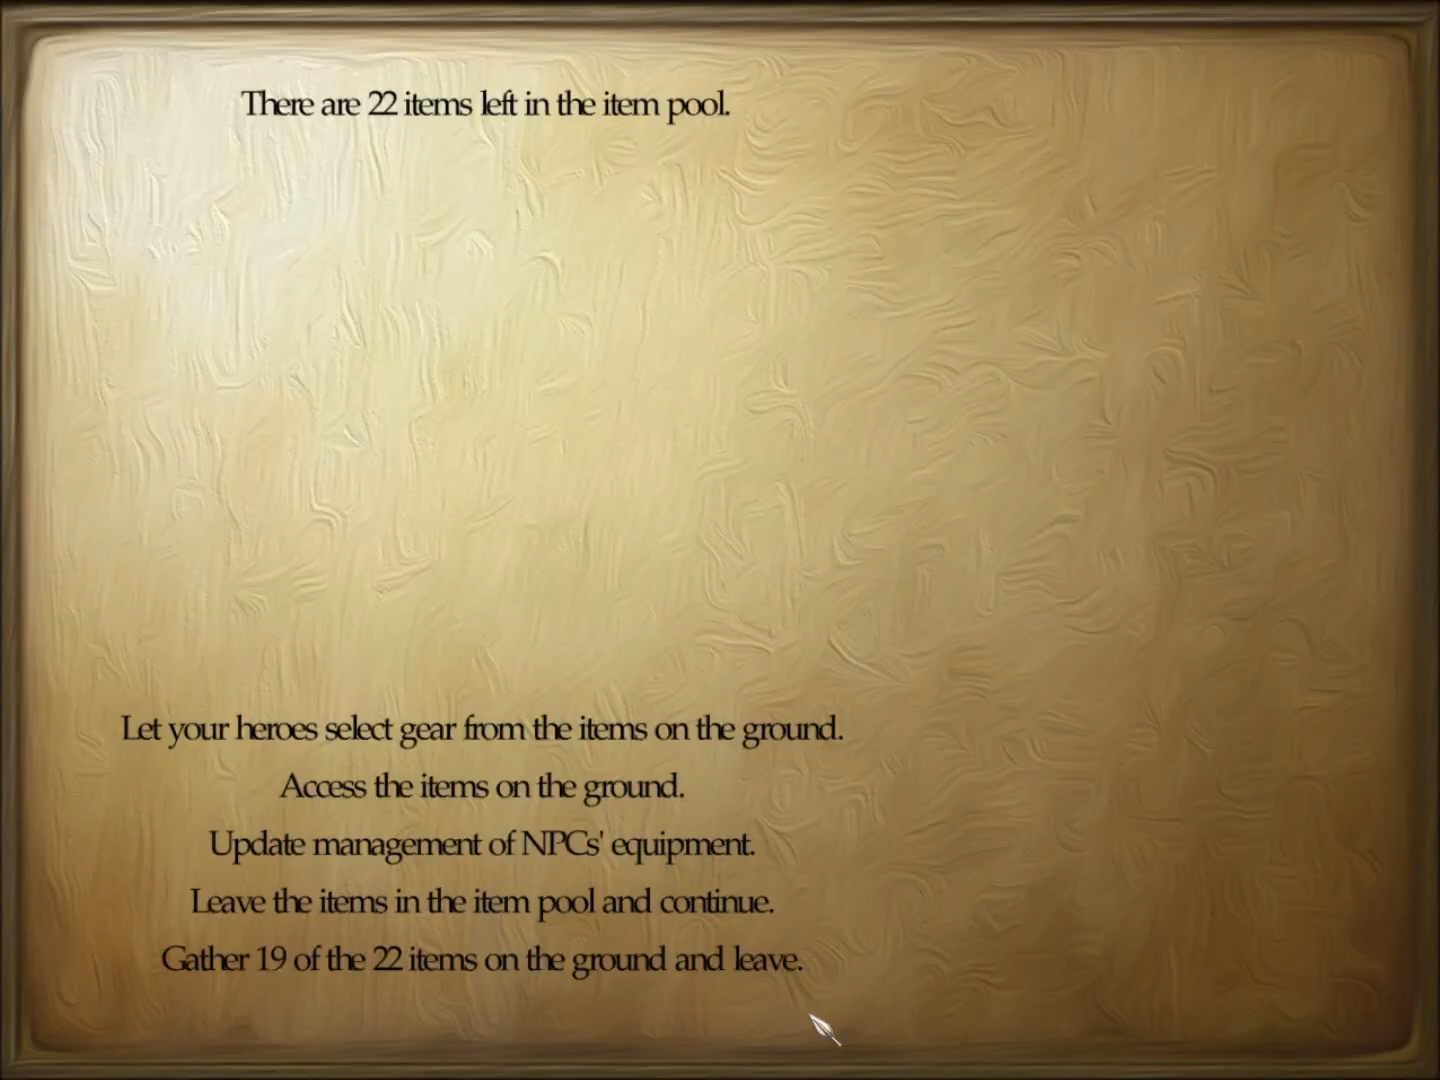 There are 22 items left in the item pool.
Let your heroes select gear from the items on the ground.
Access the items on the ground.
Update management of NPCs' equipment.
Leave the items in the item pool and continue.
Gather 19 of the 22 items on the ground and leave.